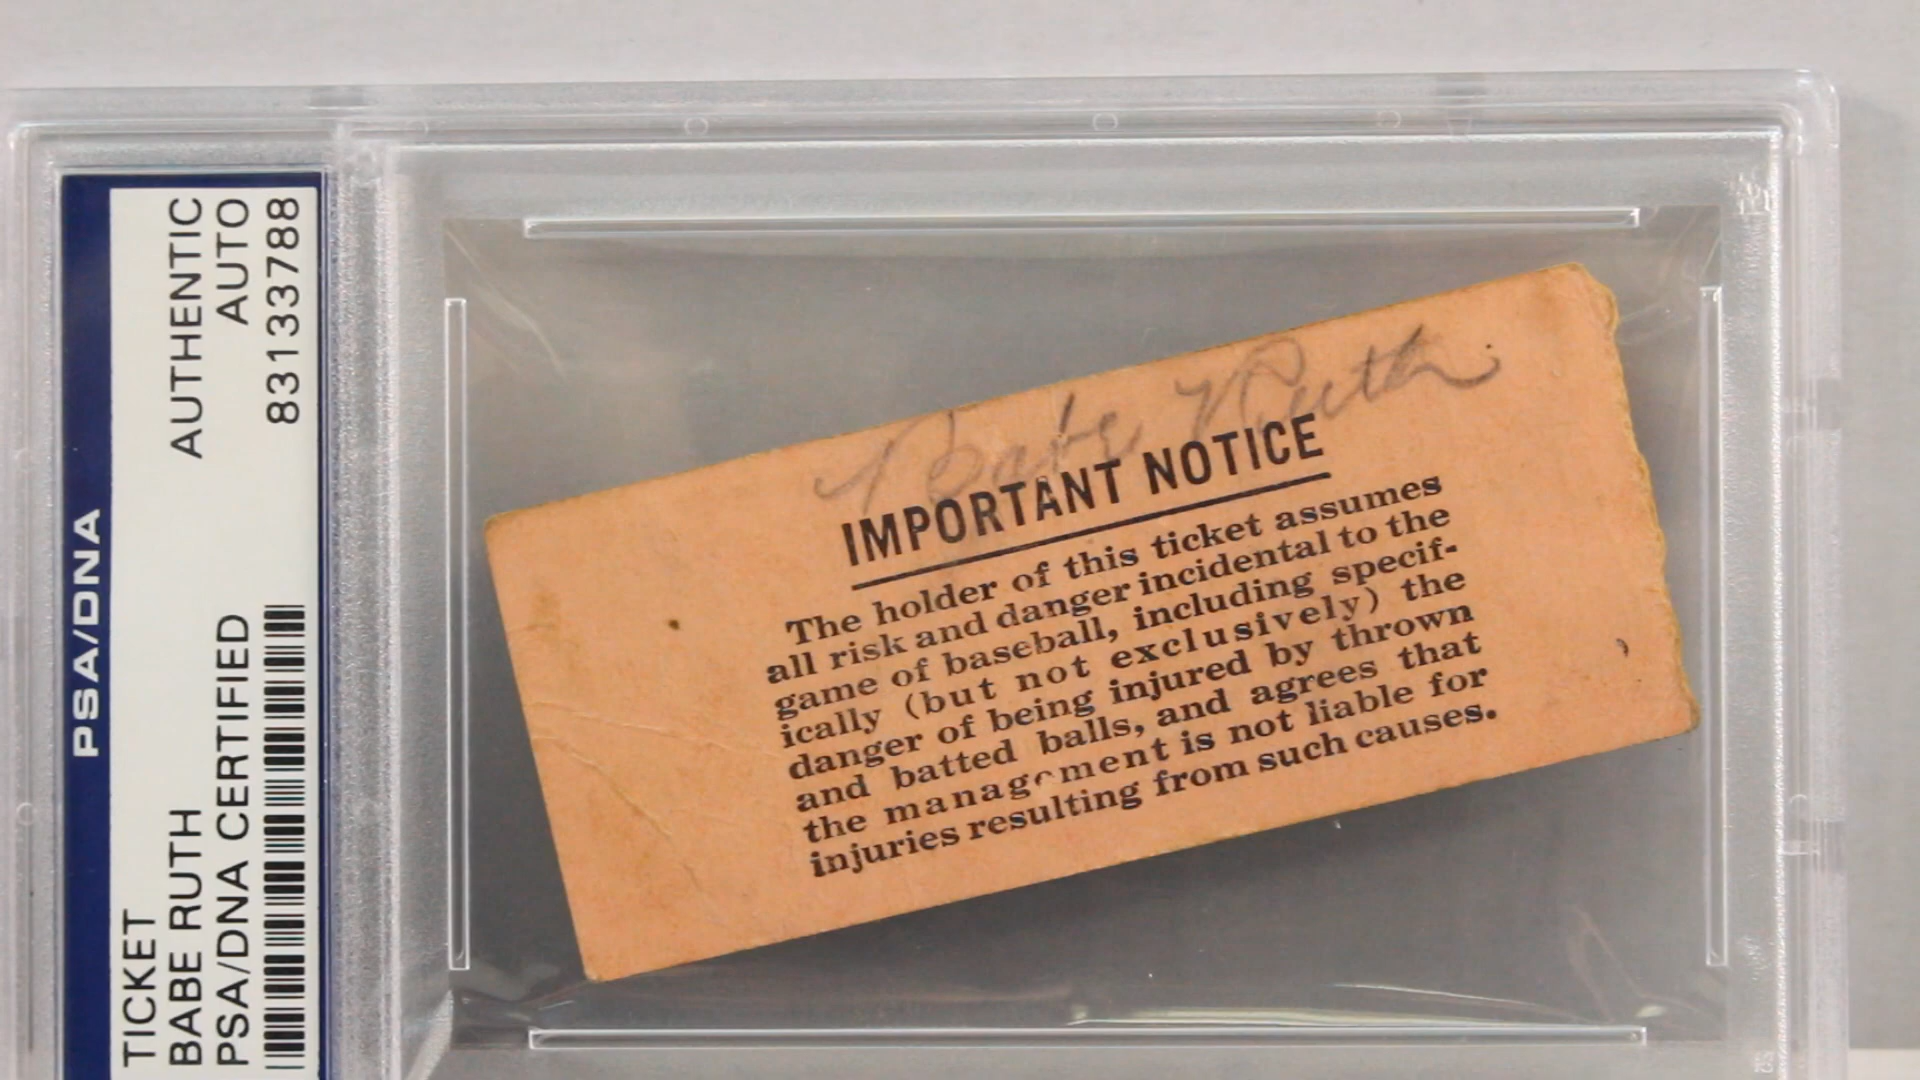 PSA/DNA
TICKET
AUTHENTIC
BABE RUTH
AUTO
PSA/DNA CERTIFIED
83133788
Babe Ruth
IMPORTANT NOTICE
The holder of this ticket assumes
all risk and danger incidental to the
game of baseball, including specif-
ically (but not exclusively) the
danger of being injured by thrown
and batted balls, and agrees that
the management is not liable for
injuries resulting from such causes.